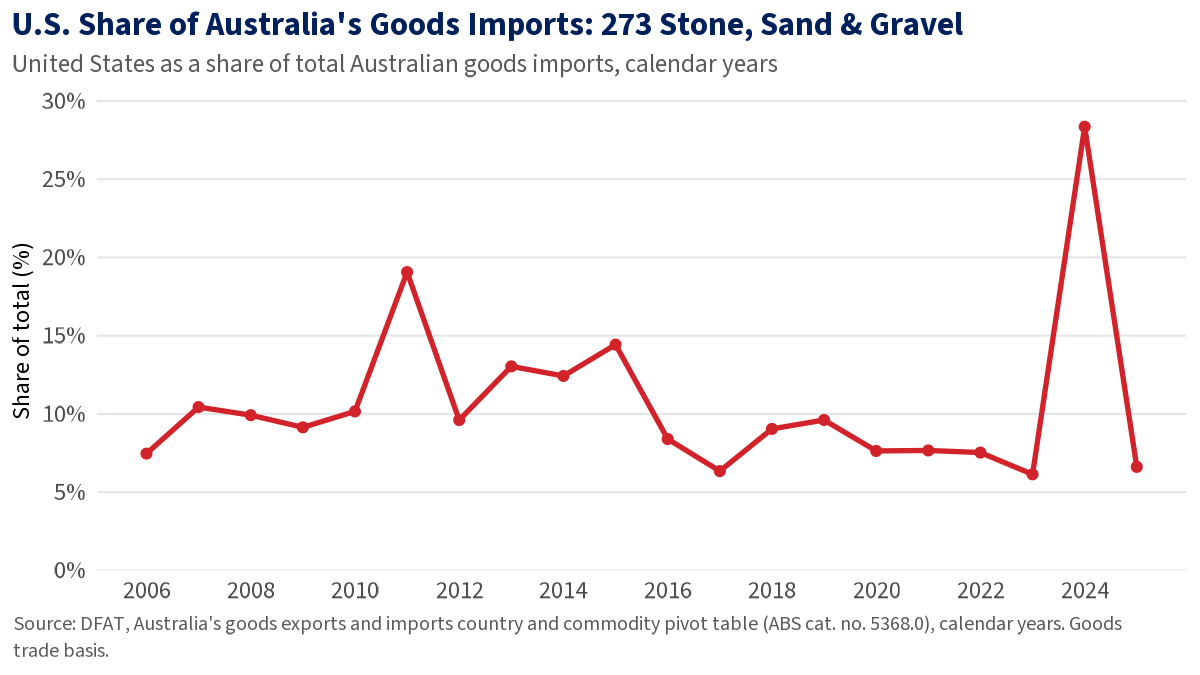 U.S. Share of Australia's Goods Imports: 273 Stone, Sand & Gravel
United States as a share of total Australian goods imports, calendar years
Share of total (%)
30%
25%
20%
15%
10%
5%
0%
2006 2008 2010 2012 2014 2016 2018 2020 2022 2024
Source: DFAT, Australia's goods exports and imports country and commodity pivot table (ABS cat. no. 5368.0), calendar years. Goods
trade basis.